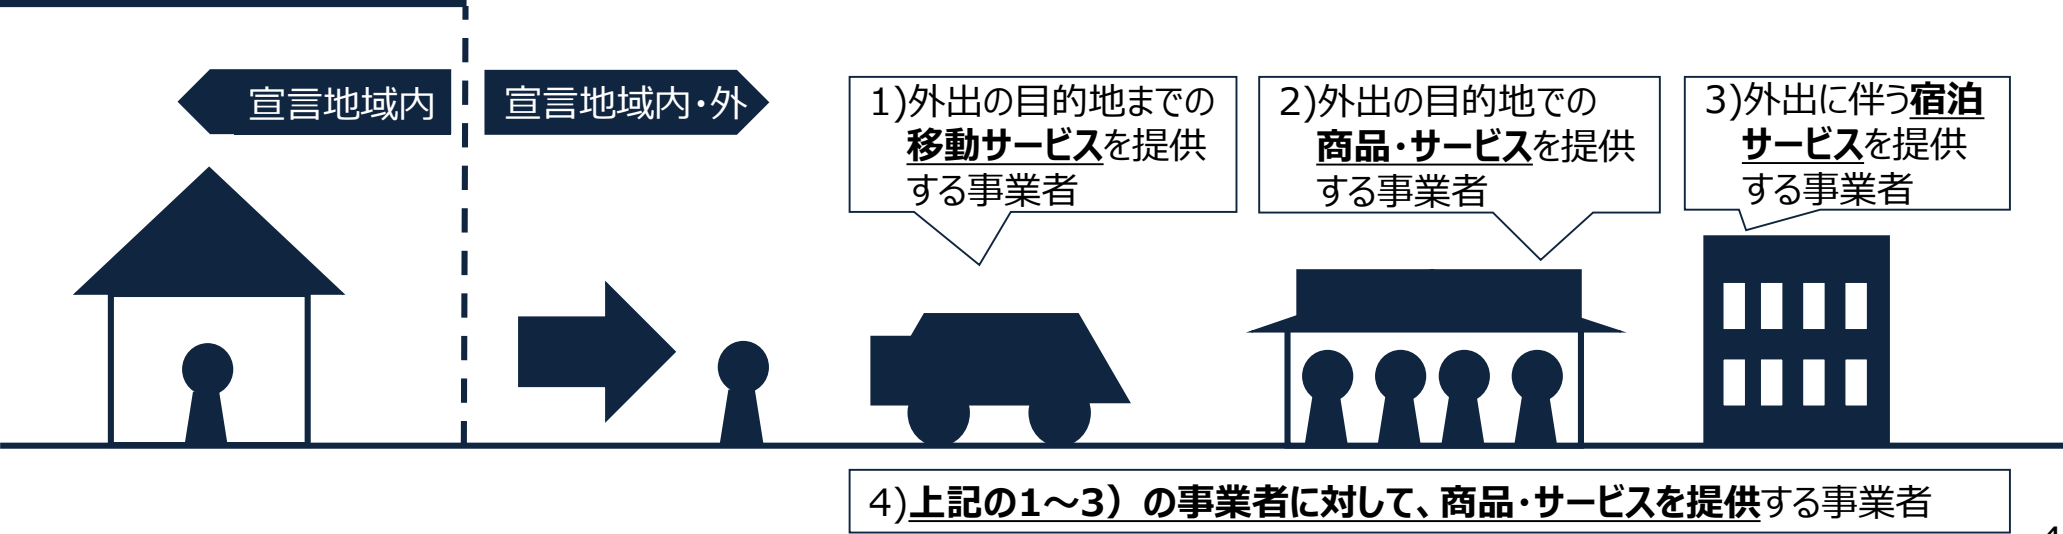 宣言地域内
宣言地域内・外
1)外出の目的地までの
移動サービスを提供
する事業者
2)外出の目的地での
商品・サービスを提供
する事業者
3)外出に伴う宿泊
サービスを提供
する事業者
4)上記の1～3）の事業者に対して、商品・サービスを提供する事業者